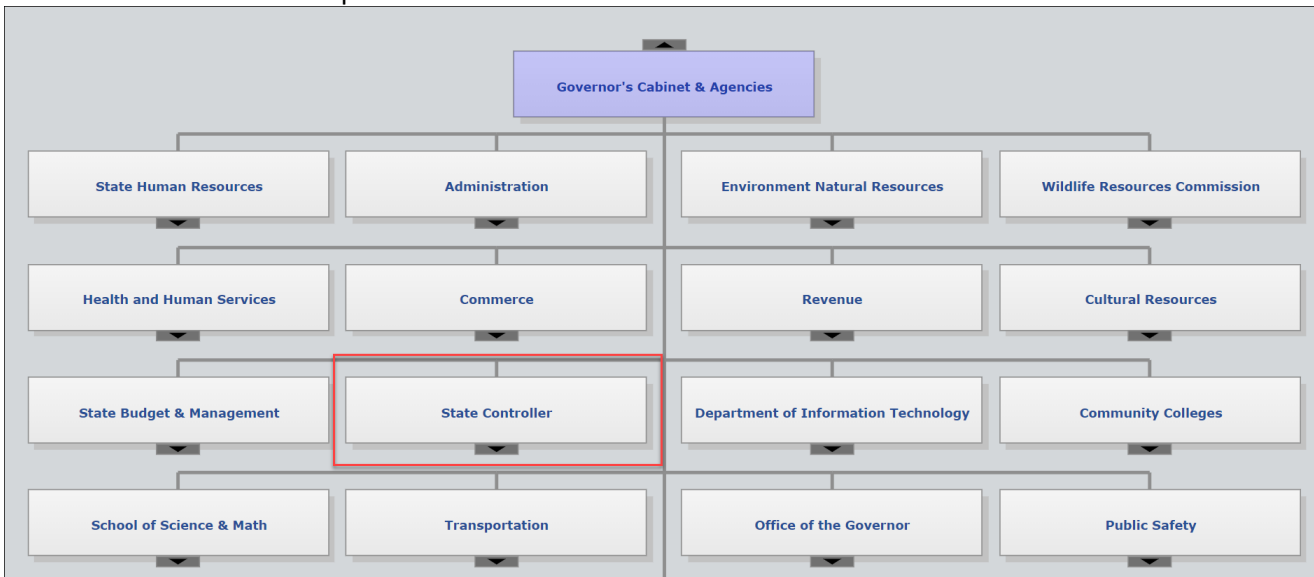 Governor's Cabinet & Agencies
State Human Resources
Administration
Environment Natural Resources
Wildlife Resources Commission
Health and Human Services
Commerce
Revenue
Cultural Resources
State Budget & Management
State Controller
Department of Information Technology
Community Colleges
School of Science & Math
Transportation
Office of the Governor
Public Safety